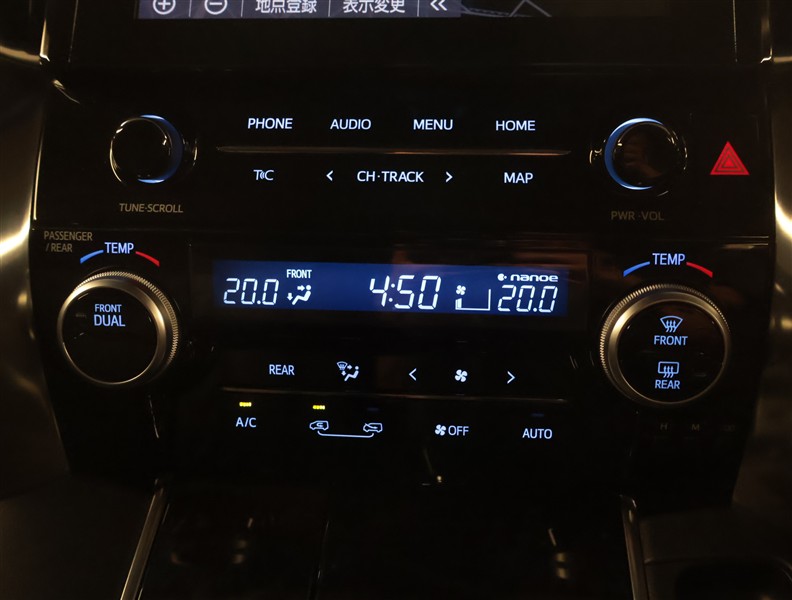 地点登録 表示変更 «
PHONE AUDIO MENU HOME
TUNE·SCROLL
T͏C < CH·TRACK > MAP
PWR·VOL
PASSENGER
/ REAR
TEMP
FRONT
DUAL
20.0 FRONT 4:50 nanoe 20.0
TEMP
FRONT
REAR
REAR < >
A/C OFF AUTO
H M